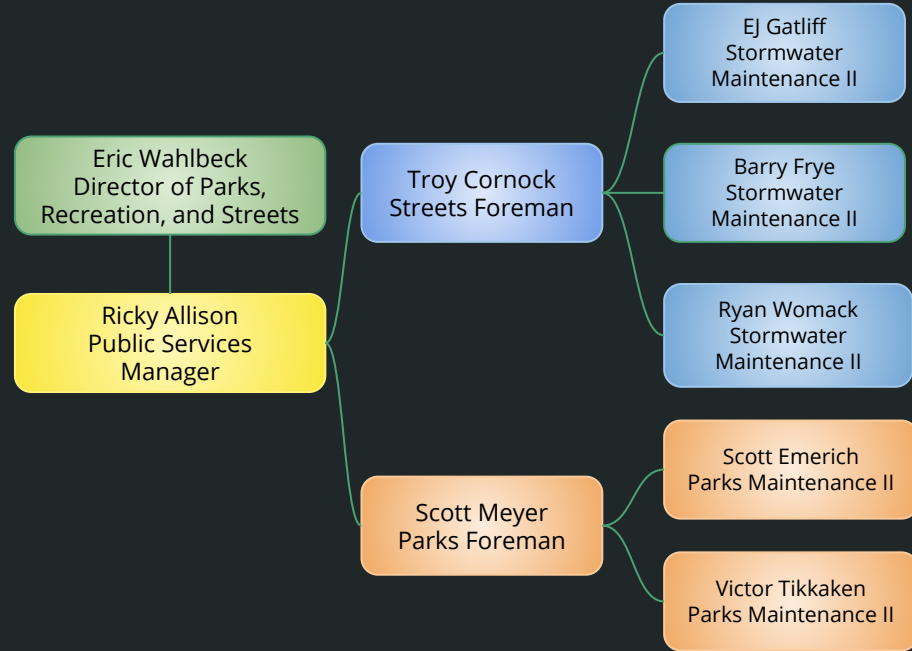 Eric Wahlbeck
Director of Parks,
Recreation, and Streets
Ricky Allison
Public Services
Manager
Troy Cornock
Streets Foreman
EJ Gatliff
Stormwater
Maintenance II
Barry Frye
Stormwater
Maintenance II
Ryan Womack
Stormwater
Maintenance II
Scott Meyer
Parks Foreman
Scott Emerich
Parks Maintenance II
Victor Tikkaken
Parks Maintenance II